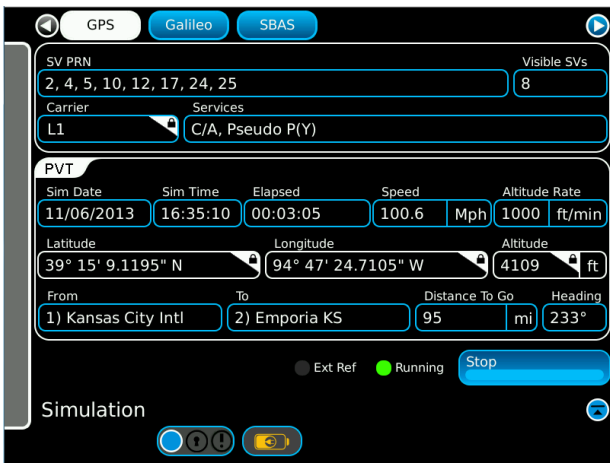 GPS Galileo SBAS
SV PRN Visible SVs
2, 4, 5, 10, 12, 17, 24, 25 8
Carrier Services
L1 C/A, Pseudo P(Y)
PVT
Sim Date Sim Time Elapsed Speed Altitude Rate
11/06/2013 16:35:10 00:03:05 100.6 Mph 1000 ft/min
Latitude Longitude Altitude
39° 15' 9.1195" N 94° 47' 24.7105" W 4109 ft
From To Distance To Go Heading
1) Kansas City Intl 2) Emporia KS 95 mi 233°
Ext Ref Running Stop
Simulation